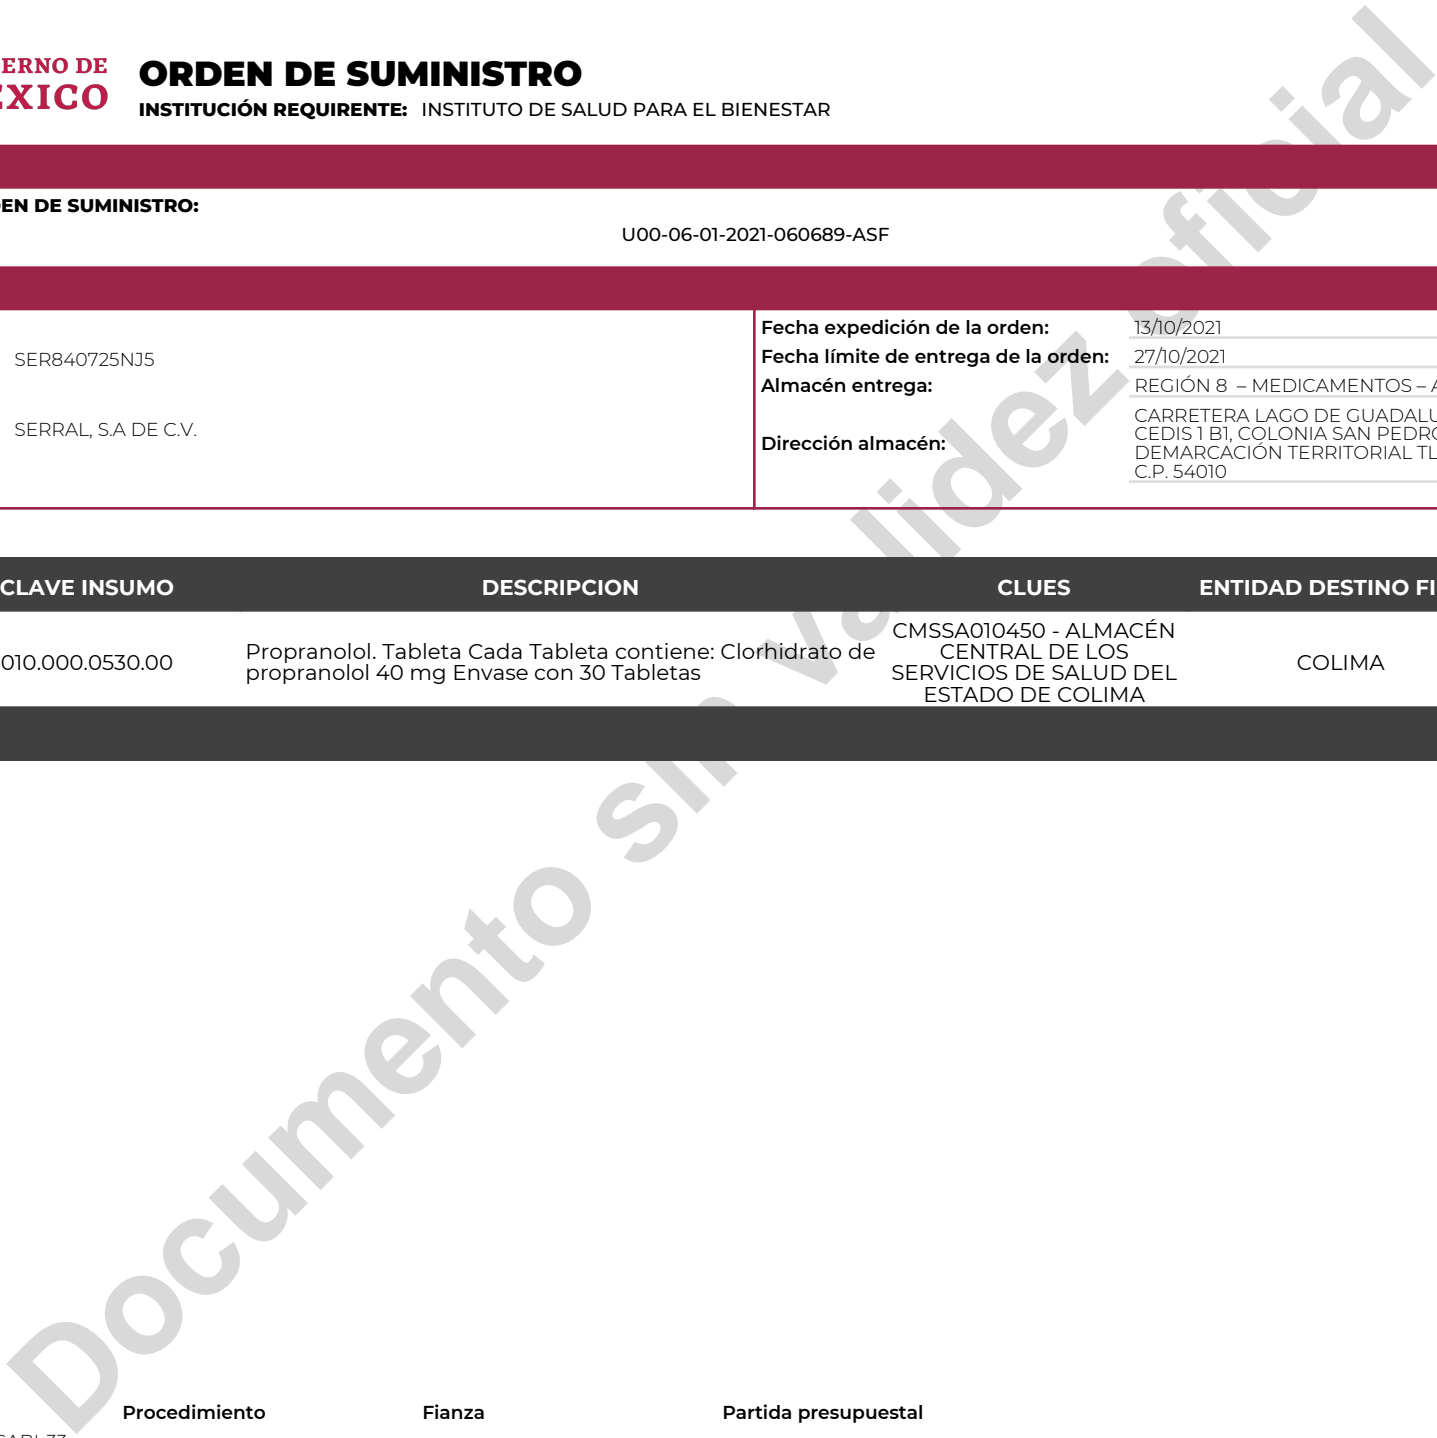 ERNO DE
EXICO
ORDEN DE SUMINISTRO
INSTITUCIÓN REQUIRENTE: INSTITUTO DE SALUD PARA EL BIENESTAR
EN DE SUMINISTRO:
U00-06-01-2021-060689-ASF
SER840725NJ5
SERRAL, S.A DE C.V.
Fecha expedición de la orden: 13/10/2021
Fecha límite de entrega de la orden: 27/10/2021
Almacén entrega: REGIÓN 8 – MEDICAMENTOS –
Dirección almacén:
CARRETERA LAGO DE GUADALU
CEDIS 1 B1, COLONIA SAN PEDRO
DEMARCACIÓN TERRITORIAL TL
C.P. 54010
CLAVE INSUMO DESCRIPCION CLUES ENTIDAD DESTINO FI
010.000.0530.00
Propranolol. Tableta Cada Tableta contiene: Clorhidrato de
propranolol 40 mg Envase con 30 Tabletas
CMSSA010450 - ALMACÉN
CENTRAL DE LOS
SERVICIOS DE SALUD DEL
ESTADO DE COLIMA
COLIMA
Procedimiento Fianza Partida presupuestal
Documento sin validez oficial